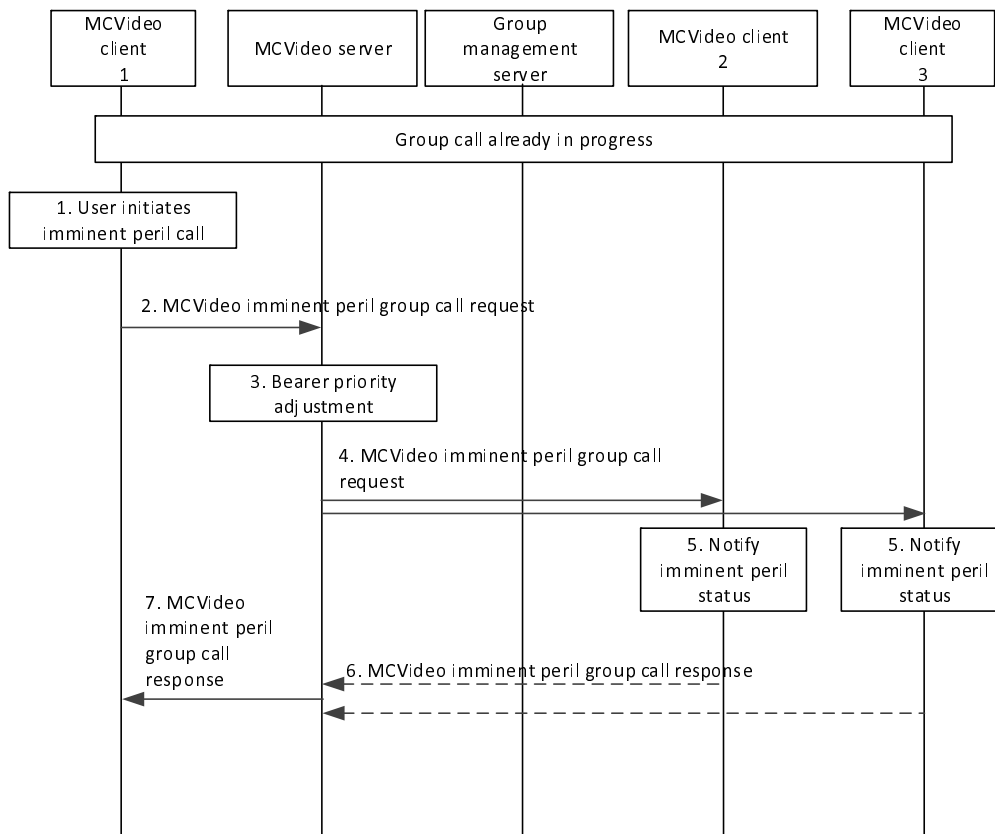 MCVideo
client
1
MCVideo server
Group
management
server
MCVideo client
2
MCVideo
client
3
Group call already in progress
1. User initiates
imminent peril call
2. MCVideo imminent peril group call request
3. Bearer priority
adjustment
4. MCVideo imminent peril group call
request
5. Notify
imminent peril
status
5. Notify
imminent peril
status
7. MCVideo
imminent peril
group call
response
6. MCVideo imminent peril group call response